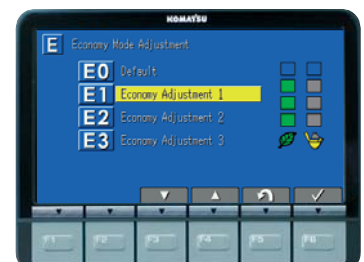 KOMATSU
E Economy Mode Adjustment
E0 Default
E1 Economy Adjustment 1
E2 Economy Adjustment 2
E3 Economy Adjustment 3
F1 F2 F3 F4 F5 F6